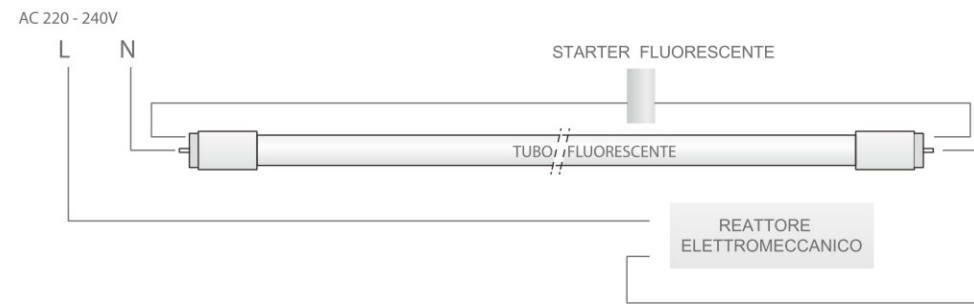 AC 220 - 240V
L N
STARTER FLUORESCENTE
TUBO FLUORESCENTE
REATTORE
ELETTROMECCANICO